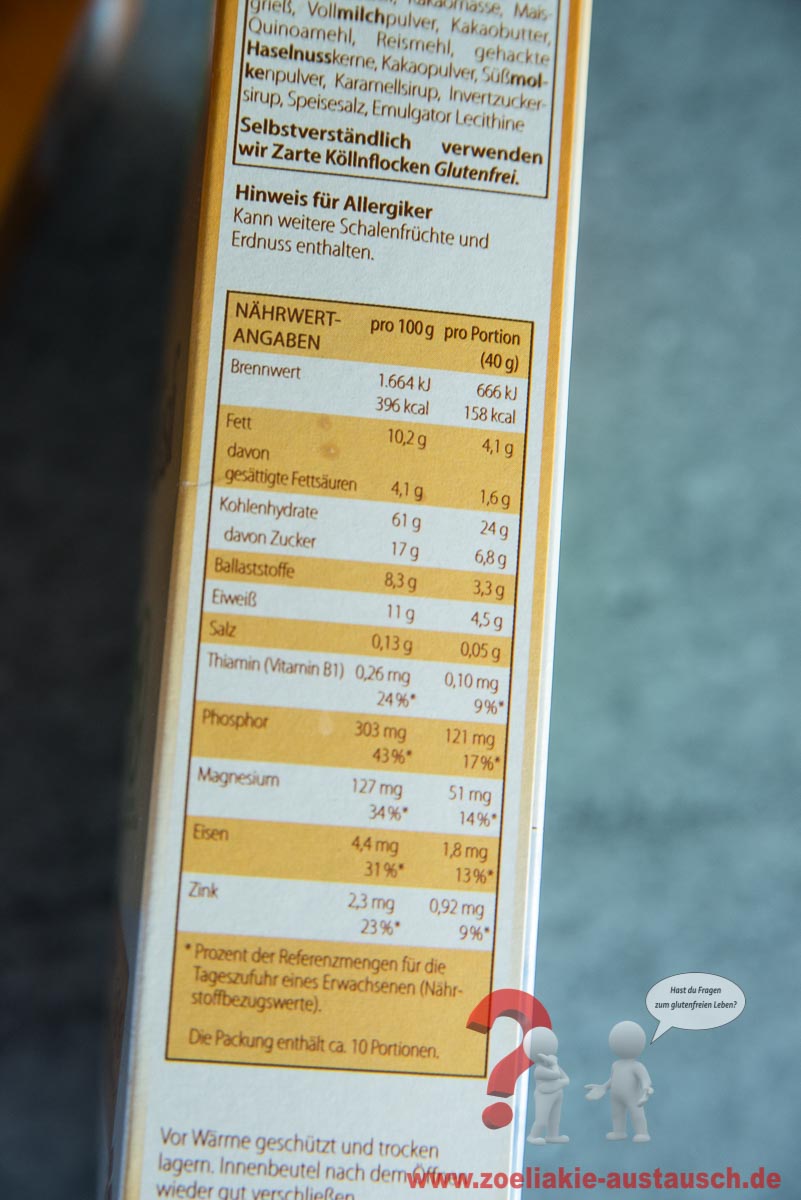 Kakaomasse, Mais-
grieß, Vollmilchpulver, Kakaobutter,
Quinoamehl, Reismehl, gehackte
Haselnusskerne, Kakaopulver, Süßmol-
kenpulver, Karamellsirup, Invertzucker-
sirup, Speisesalz, Emulgator Lecithine
Selbstverständlich verwenden
wir Zarte Köllnflocken Glutenfrei.
Hinweis für Allergiker
Kann weitere Schalenfrüchte und
Erdnuss enthalten.
NÄHRWERT- pro 100 g pro Portion
ANGABEN (40 g)
Brennwert 1.664 kJ 666 kJ
396 kcal 158 kcal
Fett 10,2 g 4,1 g
davon
gesättigte Fettsäuren 4,1 g 1,6 g
Kohlenhydrate 61 g 24 g
davon Zucker 17 g 6,8 g
Ballaststoffe 8,3 g 3,3 g
Eiweiß 11 g 4,5 g
Salz 0,13 g 0,05 g
Thiamin (Vitamin B1) 0,26 mg 0,10 mg
24%* 9%*
Phosphor 303 mg 121 mg
43%* 17%*
Magnesium 127 mg 51 mg
34%* 14%*
Eisen 4,4 mg 1,8 mg
31%* 13%*
Zink 2,3 mg 0,92 mg
23%* 9%*
* Prozent der Referenzmengen für die
Tageszufuhr eines Erwachsenen (Nähr-
stoffbezugswerte).
Die Packung enthält ca. 10 Portionen.
Hast du Fragen
zum glutenfreien Leben?
Vor Wärme geschützt und trocken
lagern. Innenbeutel nach dem Öffnen
www.zoeliakie-austausch.de
wieder gut verschließen